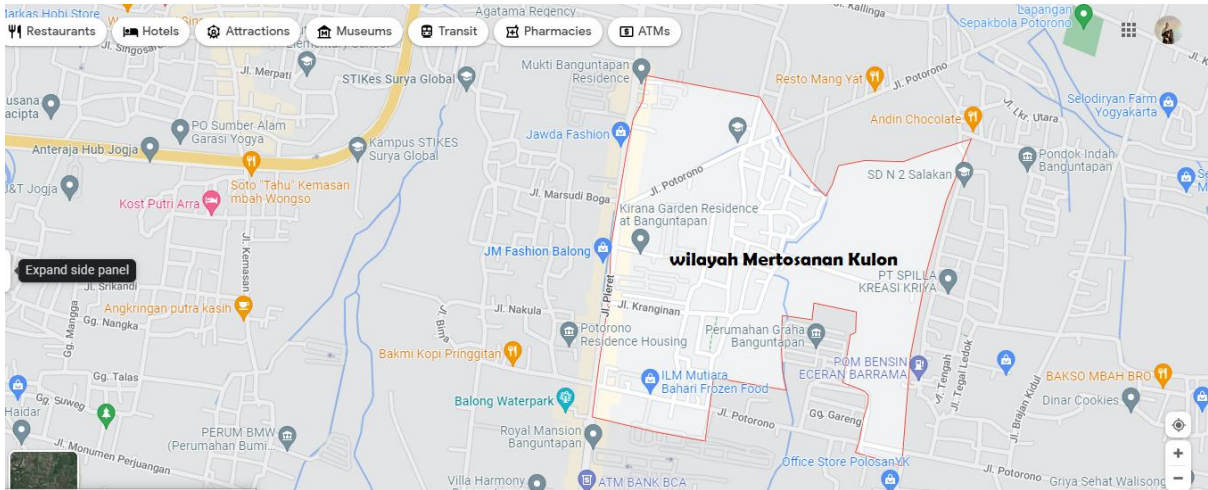 arkas Hobi Store
Agatama Regency
Jl. Kallinga
Lapangan
Sepakbola Potorono
Restaurants
Hotels
Attractions
Museums
Transit
Pharmacies
ATMs
Jl. Singosar
Elementary School
Jl. Merpati
STIKes Surya Global
Mukti Banguntapan
Residence
Resto Mang Yat
Jl. Potorono
Jl. K
usana
acipta
PO Sumber Alam
Garasi Yogya
Jawda Fashion
Andin Chocolate
Jl. Lkr. Utara
Selodiryan Farm
Yogyakarta
Anteraja Hub Jogja
Kampus STIKES
Surya Global
Pondok Indah
Banguntapan
J&T Jogja
Soto "Tahu" Kemasan
mbah Wongso
SD N 2 Salakan
Kost Putri Arra
Jl. Marsudi Boga
Jl. Potorono
Kirana Garden Residence
at Banguntapan
Jl. Kemasan
JM Fashion Balong
wilayah Mertosanan Kulon
Expand side panel
Jl. Srikandi
Jl. Pleret
PT SPILLA
KREASI KRIYA
Angkringan putra kasih
Gg. Nangka
Gg. Mangga
Jl. Bima
Jl. Nakula
Jl. Kranginan
Potorono
Residence Housing
Perumahan Graha
Banguntapan
Bakmi Kopi Pringgitan
POM BENSIN
ECERAN BARRAMA
Jl. Tengah
Jl. Tegal Ledok
Gg. Talas
ILM Mutiara
Bahari Frozen Food
BAKSO MBAH BRO
Gg. Suweg
Haidar
Balong Waterpark
Jl. Potorono
Gg. Gareng
Jl. Brajan Kidul
Dinar Cookies
PERUM BMW
(Perumahan Bumi...
Royal Mansion
Banguntapan
Jl. Monumen Perjuangan
Office Store PolosanYK
Jl. Potorono
Villa Harmony
ATM BANK BCA
Griya Sehat Walisong